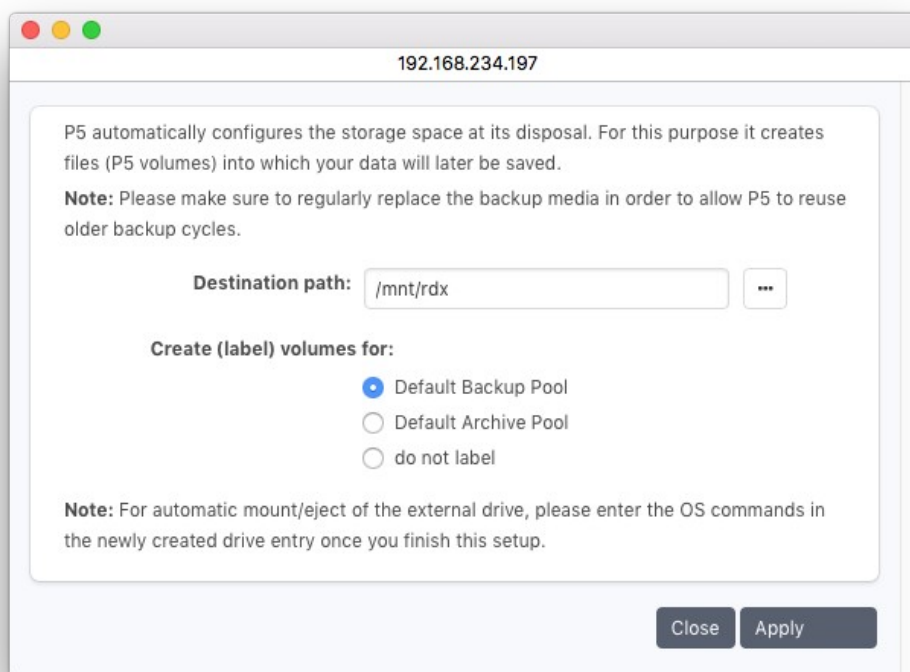 192.168.234.197
P5 automatically configures the storage space at its disposal. For this purpose it creates
files (P5 volumes) into which your data will later be saved.
Note: Please make sure to regularly replace the backup media in order to allow P5 to reuse
older backup cycles.
Destination path: /mnt/rdx ...
Create (label) volumes for:
Default Backup Pool
Default Archive Pool
do not label
Note: For automatic mount/eject of the external drive, please enter the OS commands in
the newly created drive entry once you finish this setup.
Close Apply